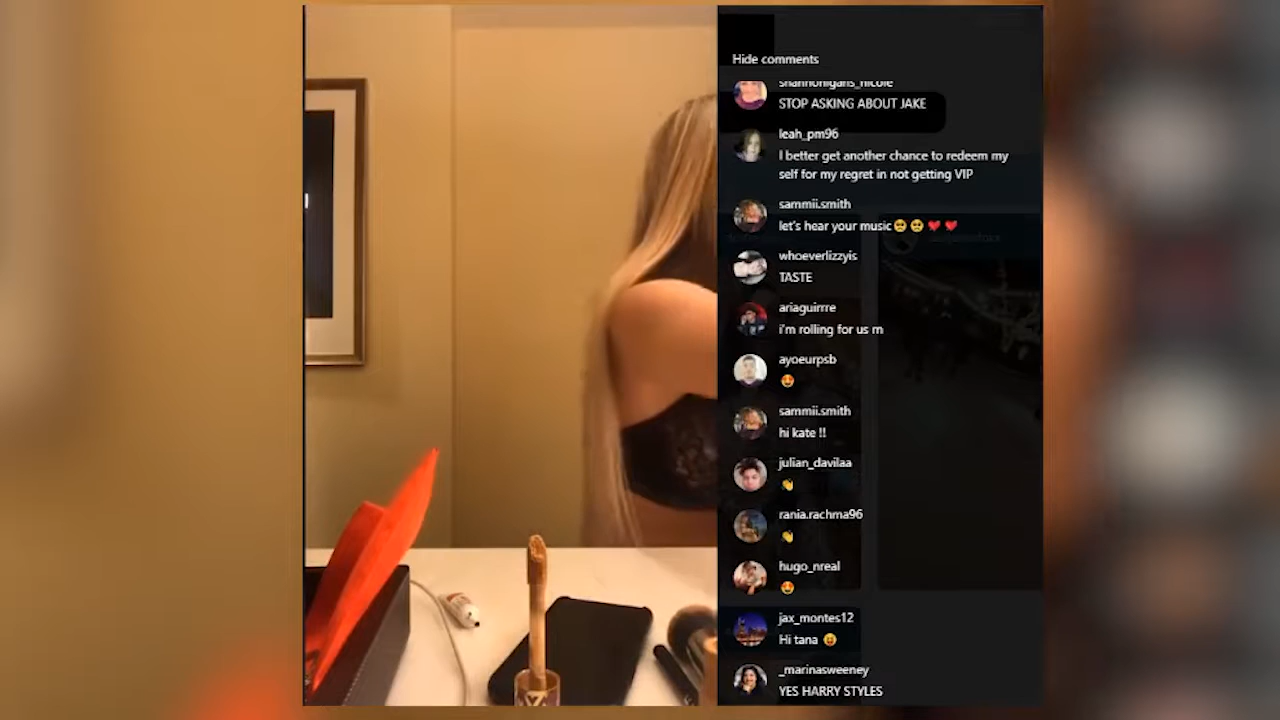 Hide comments
shannonigans_nicole
STOP ASKING ABOUT JAKE
leah_pm96
I better get another chance to redeem my
self for my regret in not getting VIP
sammii.smith
let's hear your music🥺🥺❤️❤️
whoeverlizzyis
TASTE
ariaguirrre
i'm rolling for us m
ayoeurpsb
😍
sammii.smith
hi kate !!
julian_davilaa
👏
rania.rachma96
👏
hugo_nreal
😍
jax_montes12
Hi tana 😝
_marinasweeney
YES HARRY STYLES